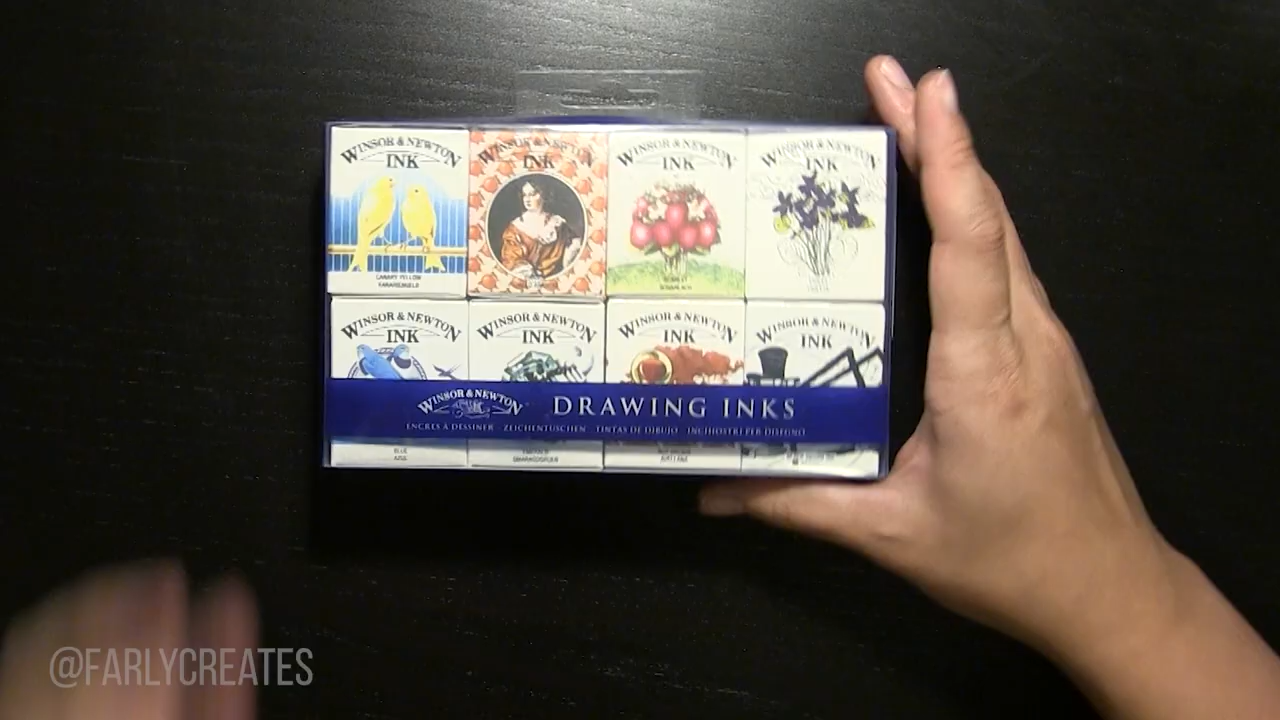 WINSOR & NEWTON
INK
WINSOR & NEWTON
INK
WINSOR & NEWTON
INK
WINSOR & NEWTON
INK
CANARY YELLOW
WINSOR & NEWTON
INK
WINSOR & NEWTON
INK
WINSOR & NEWTON
INK
WINSOR & NEWTON
INK
WINSOR & NEWTON
DRAWING INKS
ENCRES À DESSINER · ZEICHENTUSCHEN · TINTAS DE DIBUJO · INCHIOSTRI PER DISEGNO
BLUE
AZUL
@FARLYCREATES